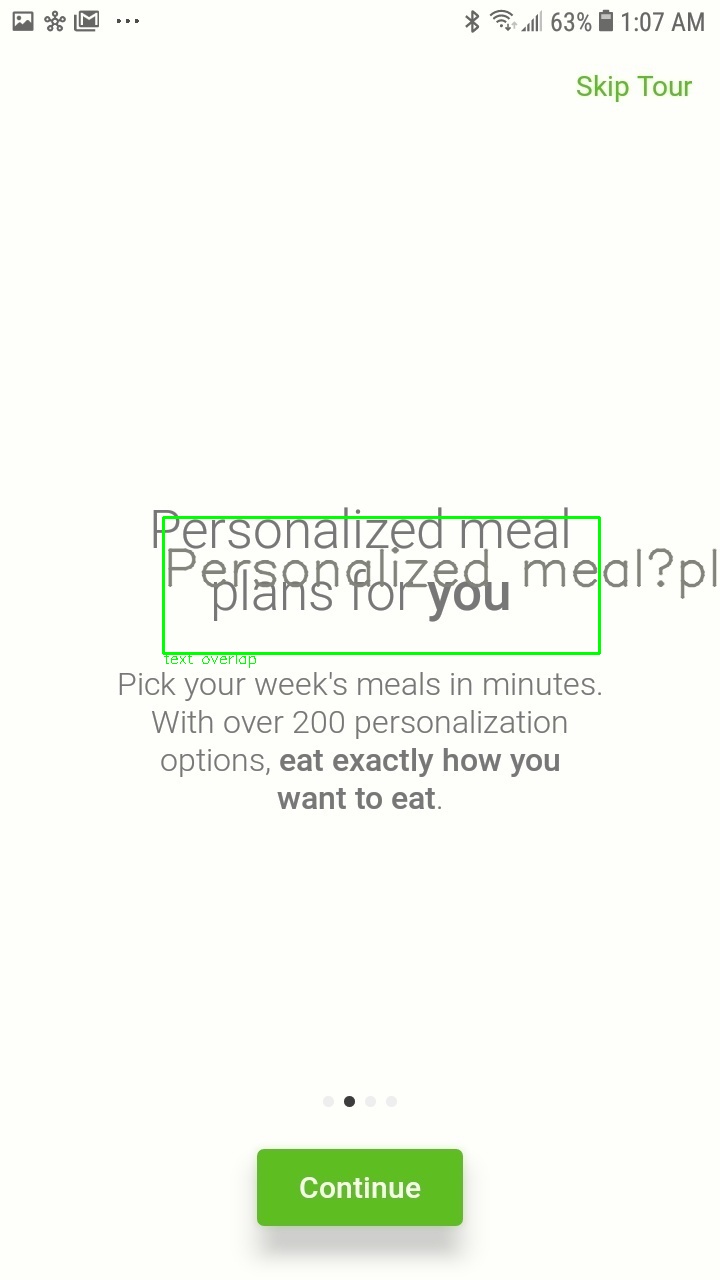 63% 1:07 AM
Skip Tour
Personalized meal
Personalized meal?pl
plans for you
text overlap
Pick your week's meals in minutes.
With over 200 personalization
options, eat exactly how you
want to eat.
Continue